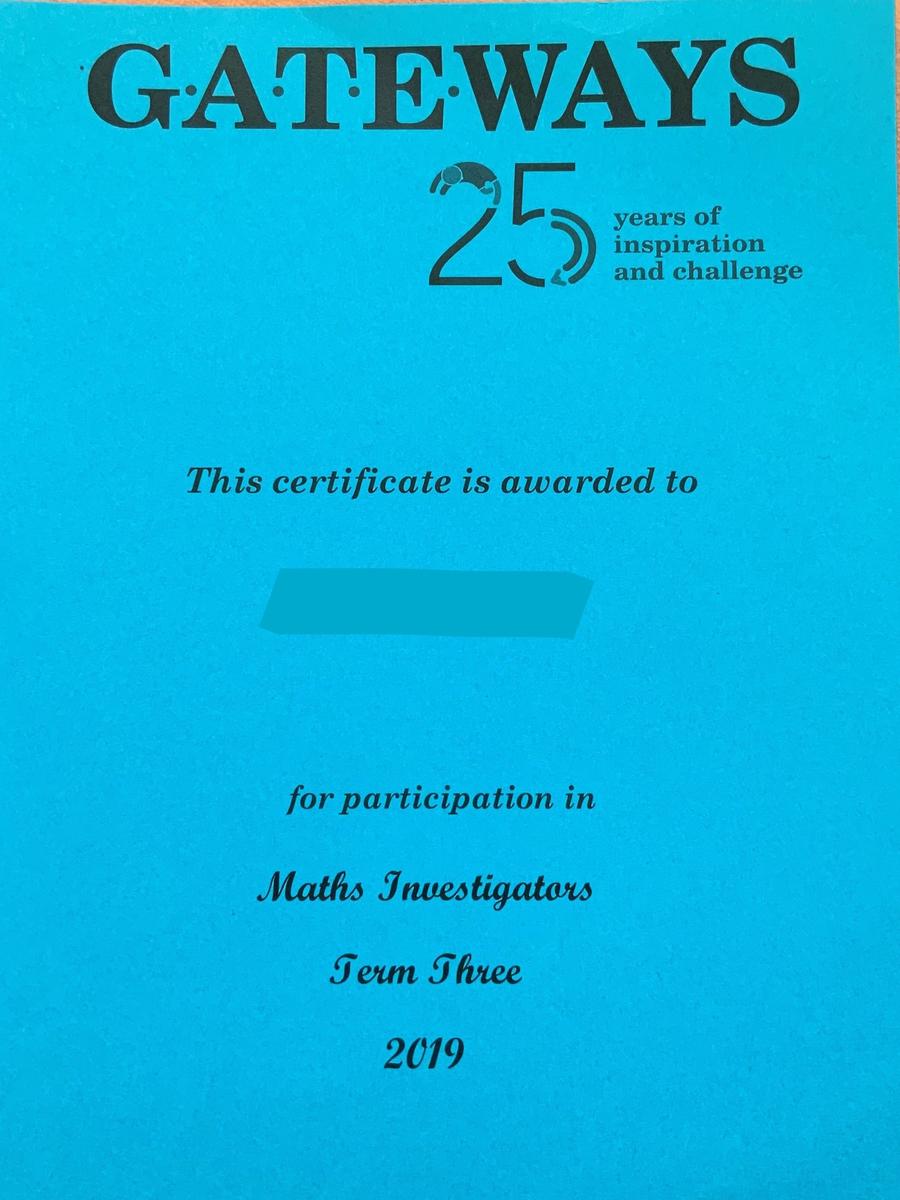 G·A·T·E·WAYS
25
years of
inspiration
and challenge
This certificate is awarded to
for participation in
Maths Investigators
Term Three
2019